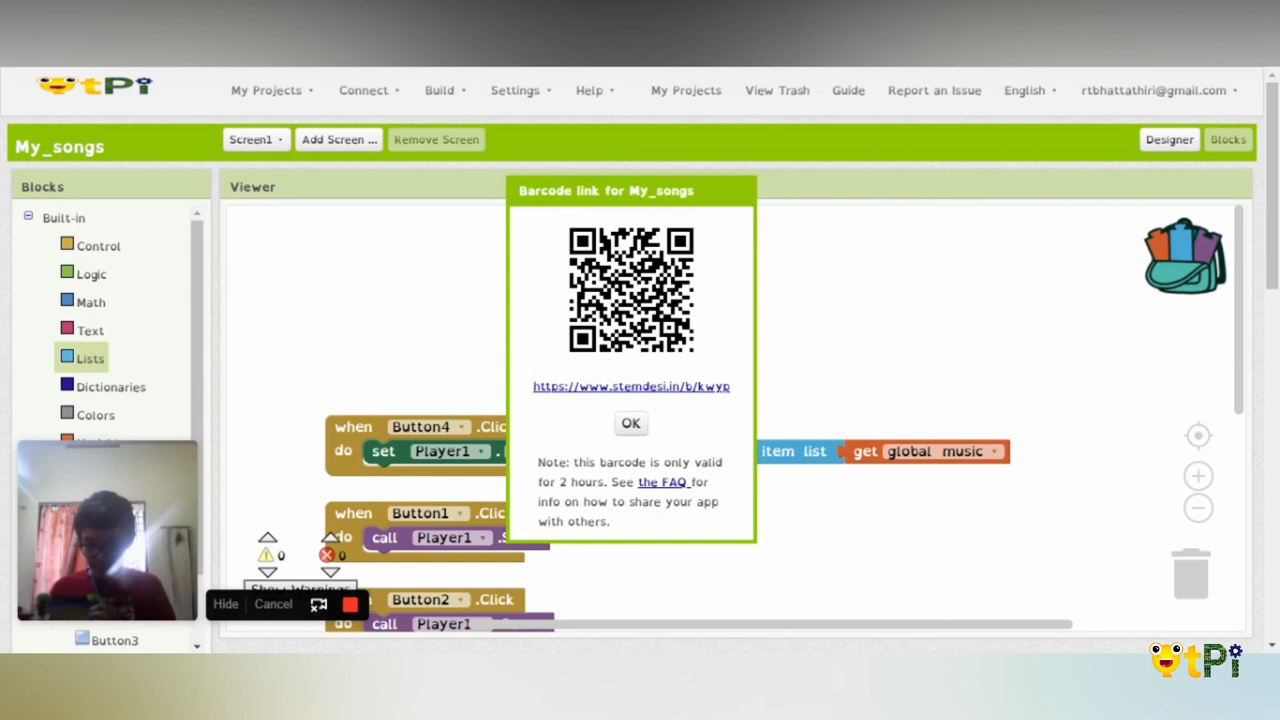 tPi
My Projects Connect Build Settings Help My Projects View Trash Guide Report an Issue English rtbhattathiri@gmail.com
My_songs
Screen1 Add Screen ... Remove Screen Designer Blocks
Blocks
Viewer
Built-in
Control
Logic
Math
Text
Lists
Dictionaries
Colors
Barcode link for My_songs
https://www.stemdesi.in/b/kwyp
OK
Note: this barcode is only valid
for 2 hours. See the FAQ for
info on how to share your app
with others.
when Button4 .Clic
do set Player1 .
item list get global music
when Button1 .Clic
do call Player1 .S
0 0
Show Warnings
Button2 .Click
do call Player1
Hide Cancel
Button3
tPi